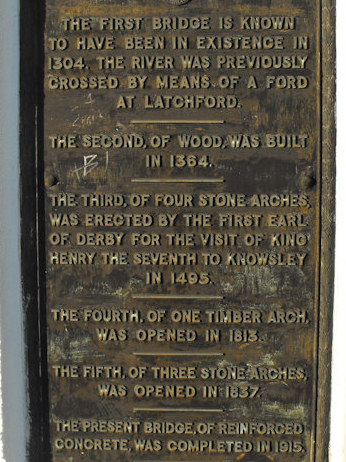 THE FIRST BRIDGE IS KNOWN
TO HAVE BEEN IN EXISTENCE IN
1304, THE RIVER WAS PREVIOUSLY
CROSSED BY MEANS OF A FORD
AT LATCHFORD.
THE SECOND, OF WOOD, WAS BUILT
IN 1364.
THE THIRD, OF FOUR STONE ARCHES,
WAS ERECTED BY THE FIRST EARL
OF DERBY FOR THE VISIT OF KING
HENRY THE SEVENTH TO KNOWSLEY
IN 1495.
THE FOURTH, OF ONE TIMBER ARCH,
WAS OPENED IN 1813.
THE FIFTH, OF THREE STONE ARCHES,
WAS OPENED IN 1837.
THE PRESENT BRIDGE, OF REINFORCED
CONCRETE, WAS COMPLETED IN 1915.